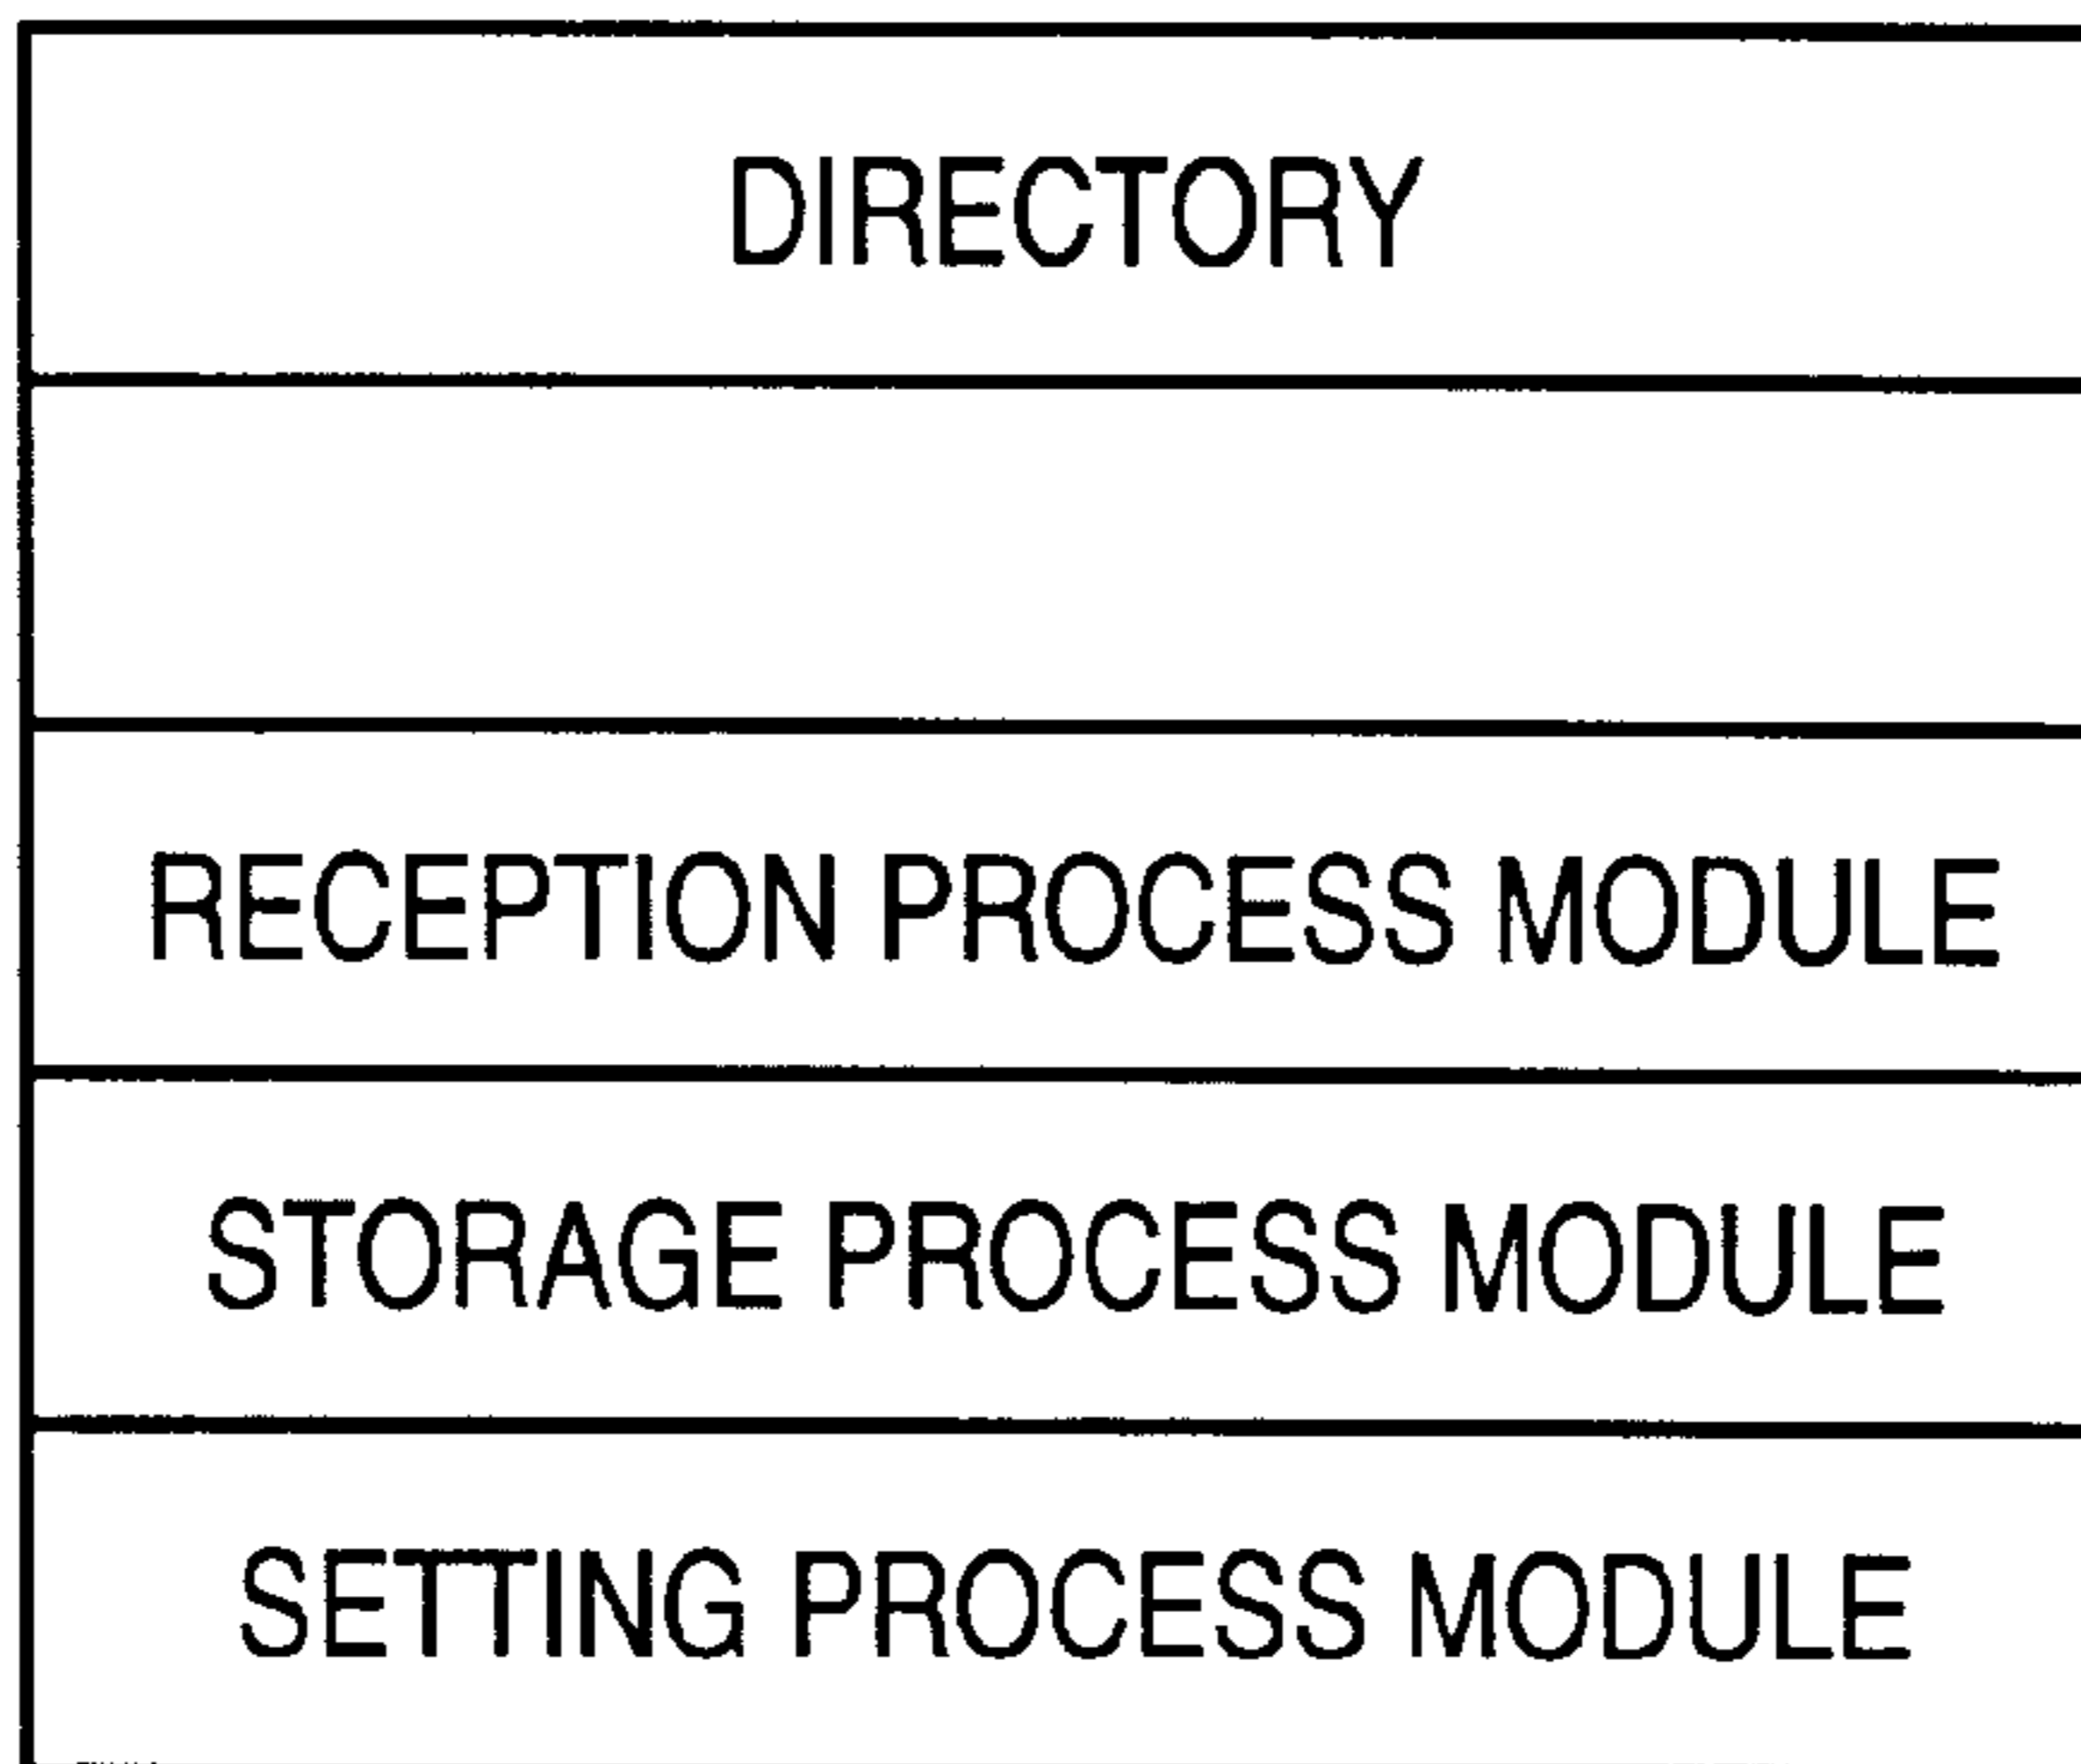 DIRECTORY
RECEPTION PROCESS MODULE
STORAGE PROCESS MODULE
SETTING PROCESS MODULE